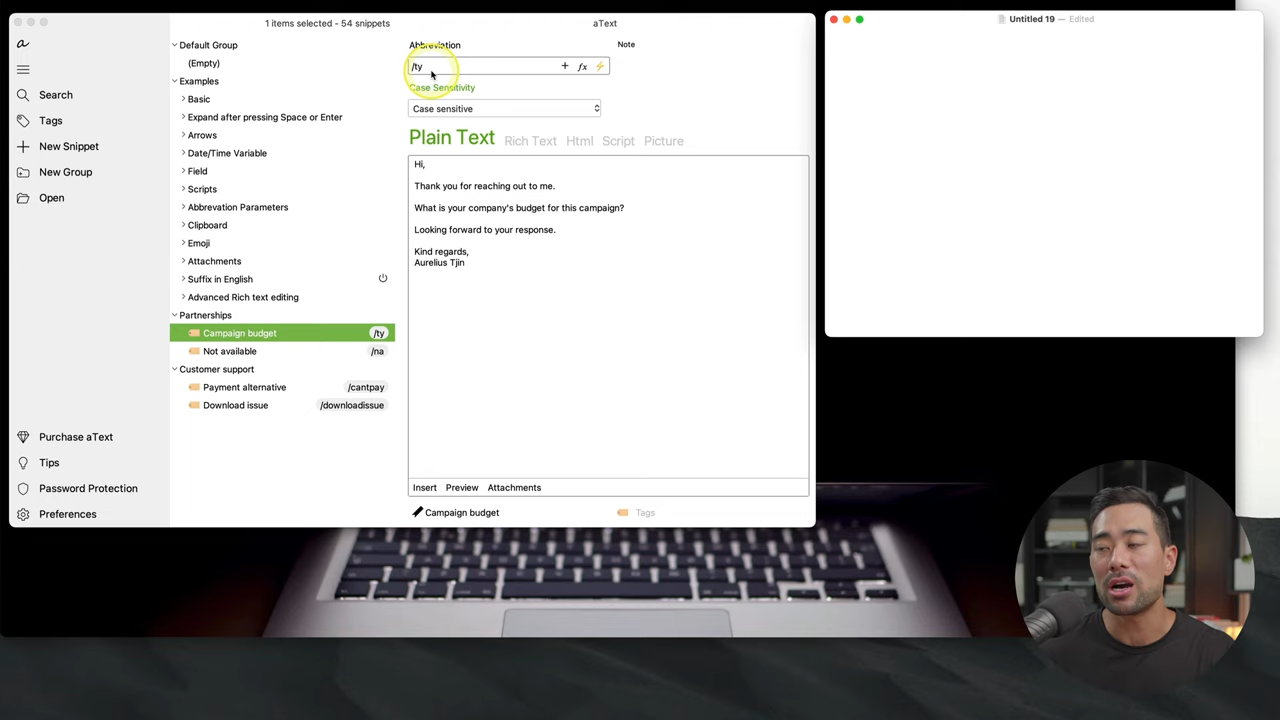 1 items selected - 54 snippets
aText
Untitled 19 — Edited
a
Search
Tags
New Snippet
New Group
Open
Purchase aText
Tips
Password Protection
Preferences
Default Group
(Empty)
Examples
Basic
Expand after pressing Space or Enter
Arrows
Date/Time Variable
Field
Scripts
Abbrevation Parameters
Clipboard
Emoji
Attachments
Suffix in English
Advanced Rich text editing
Partnerships
Campaign budget /ty
Not available /na
Customer support
Payment alternative /cantpay
Download issue /downloadissue
Abbreviation
Note
/ty + ƒx
Case Sensitivity
Case sensitive
Plain Text Rich Text Html Script Picture
Hi,
Thank you for reaching out to me.
What is your company's budget for this campaign?
Looking forward to your response.
Kind regards,
Aurelius Tjin
Insert Preview Attachments
Campaign budget
Tags